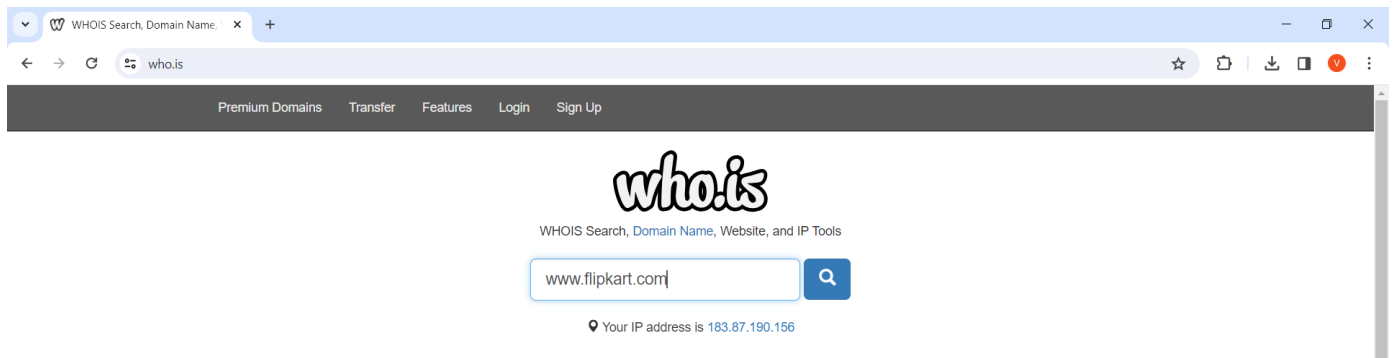 WHOIS Search, Domain Name,
who.is
V
Premium Domains Transfer Features Login Sign Up
who.is
WHOIS Search, Domain Name, Website, and IP Tools
www.flipkart.com
Your IP address is 183.87.190.156